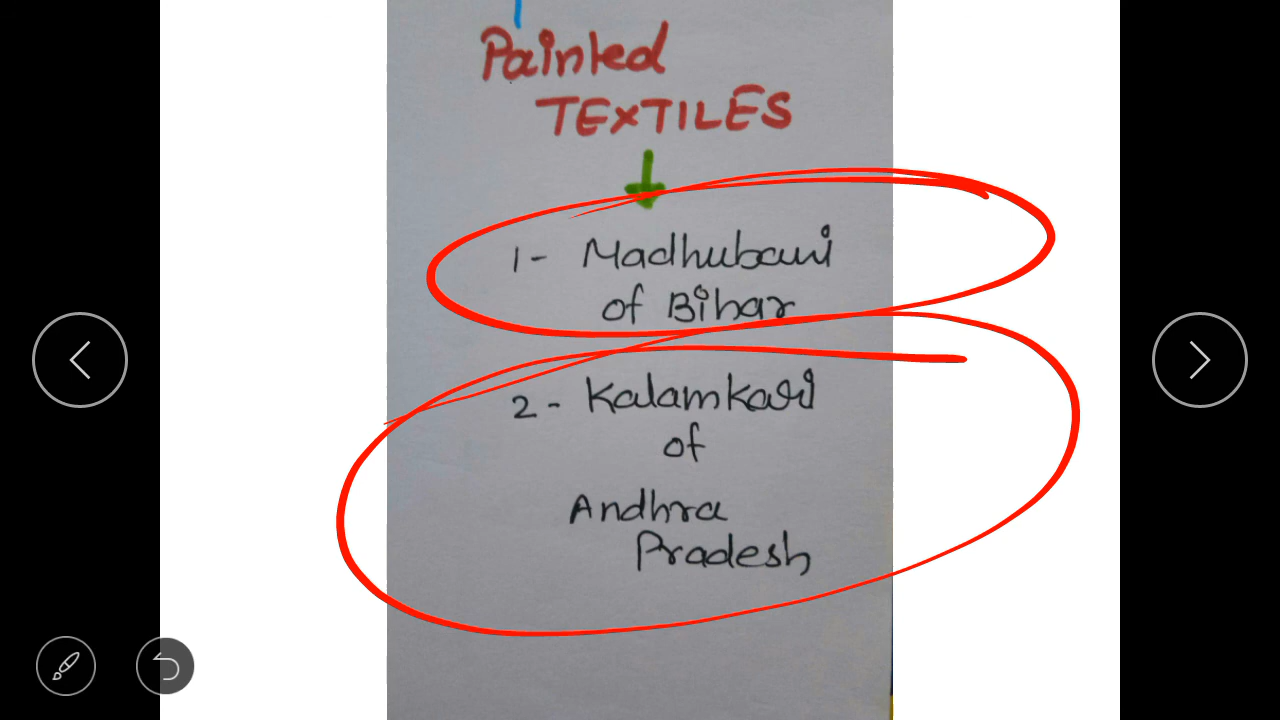 Painted
TEXTILES
1- Madhubani
of Bihar
2- Kalamkari
of
Andhra
Pradesh